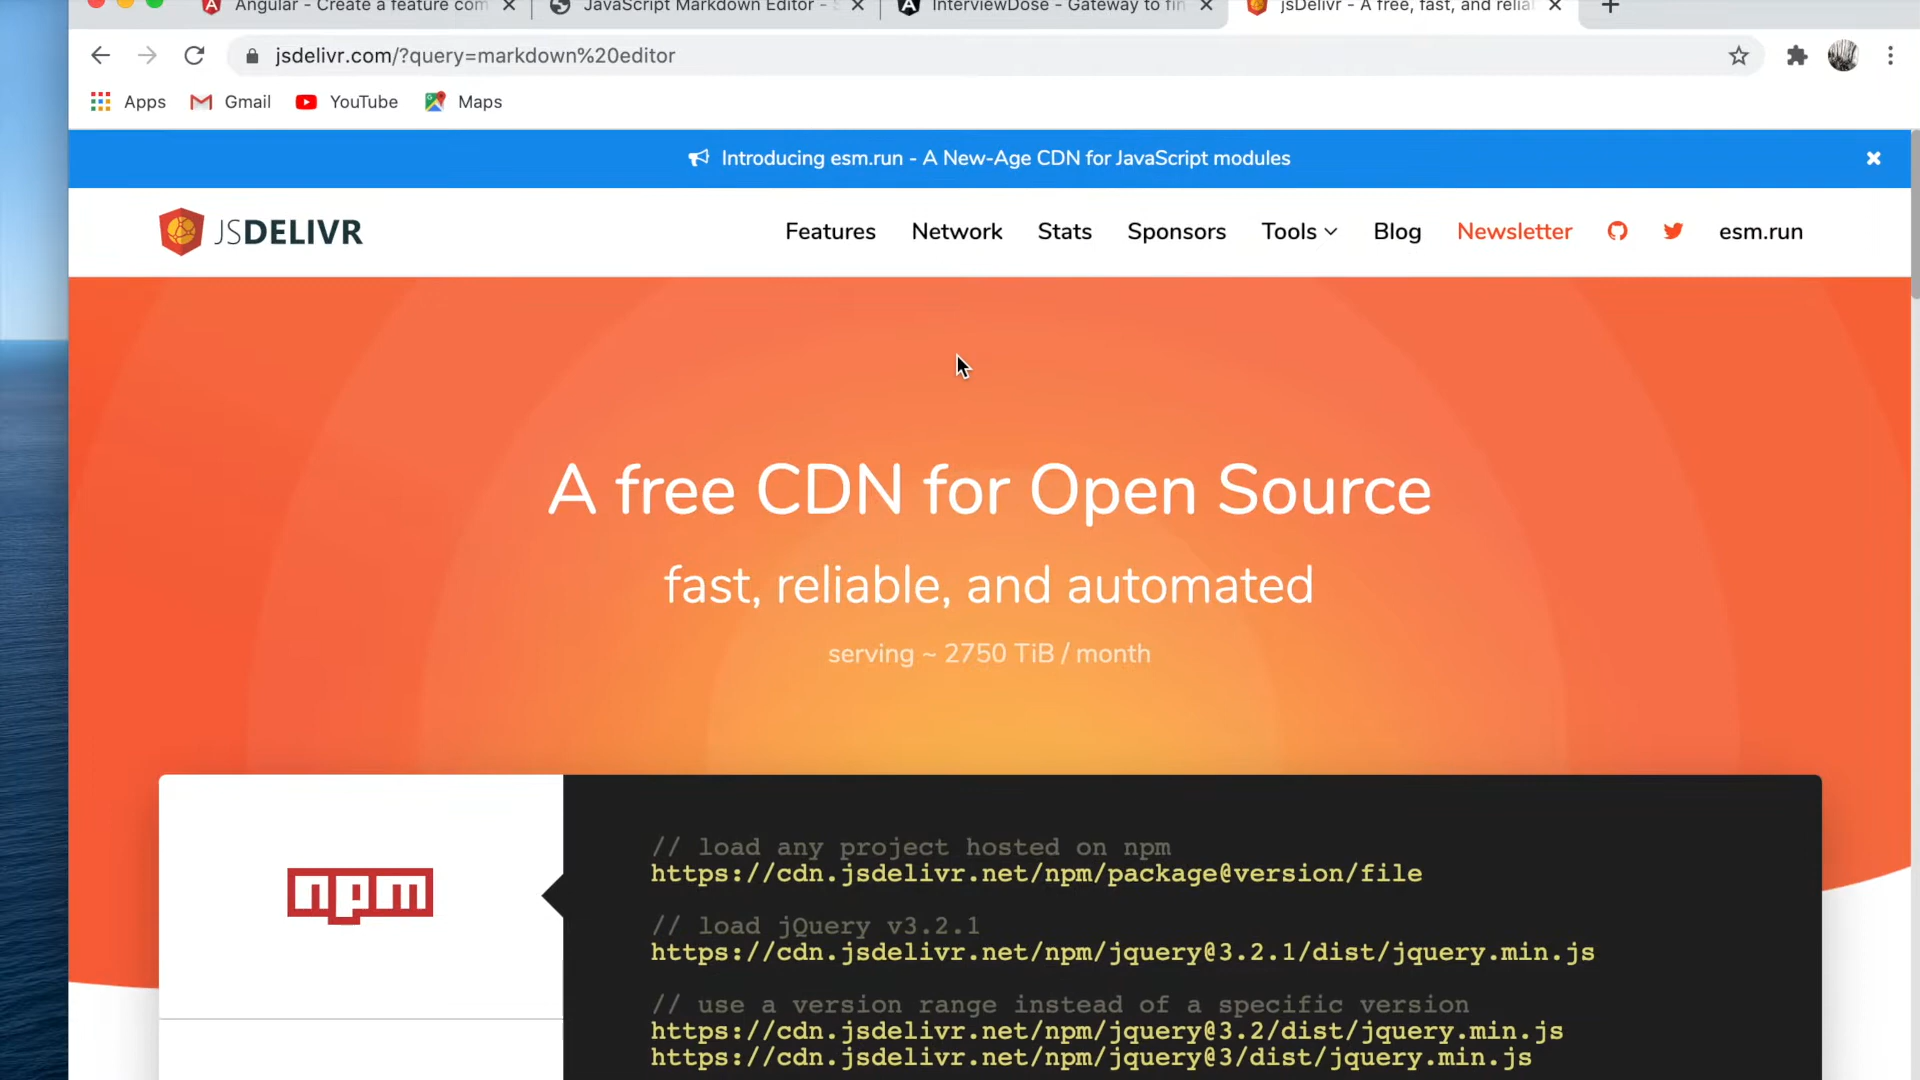 Angular - Create a feature com
JavaScript Markdown Editor -
InterviewDose - Gateway to fin
jsDelivr - A free, fast, and relia
jsdelivr.com/?query=markdown%20editor
Apps
Gmail
YouTube
Maps
Introducing esm.run - A New-Age CDN for JavaScript modules
JSDELIVR
Features
Network
Stats
Sponsors
Tools
Blog
Newsletter
esm.run
A free CDN for Open Source
fast, reliable, and automated
serving ~ 2750 TiB / month
npm
// load any project hosted on npm
https://cdn.jsdelivr.net/npm/package@version/file
// load jQuery v3.2.1
https://cdn.jsdelivr.net/npm/jquery@3.2.1/dist/jquery.min.js
// use a version range instead of a specific version
https://cdn.jsdelivr.net/npm/jquery@3.2/dist/jquery.min.js
https://cdn.jsdelivr.net/npm/jquery@3/dist/jquery.min.js